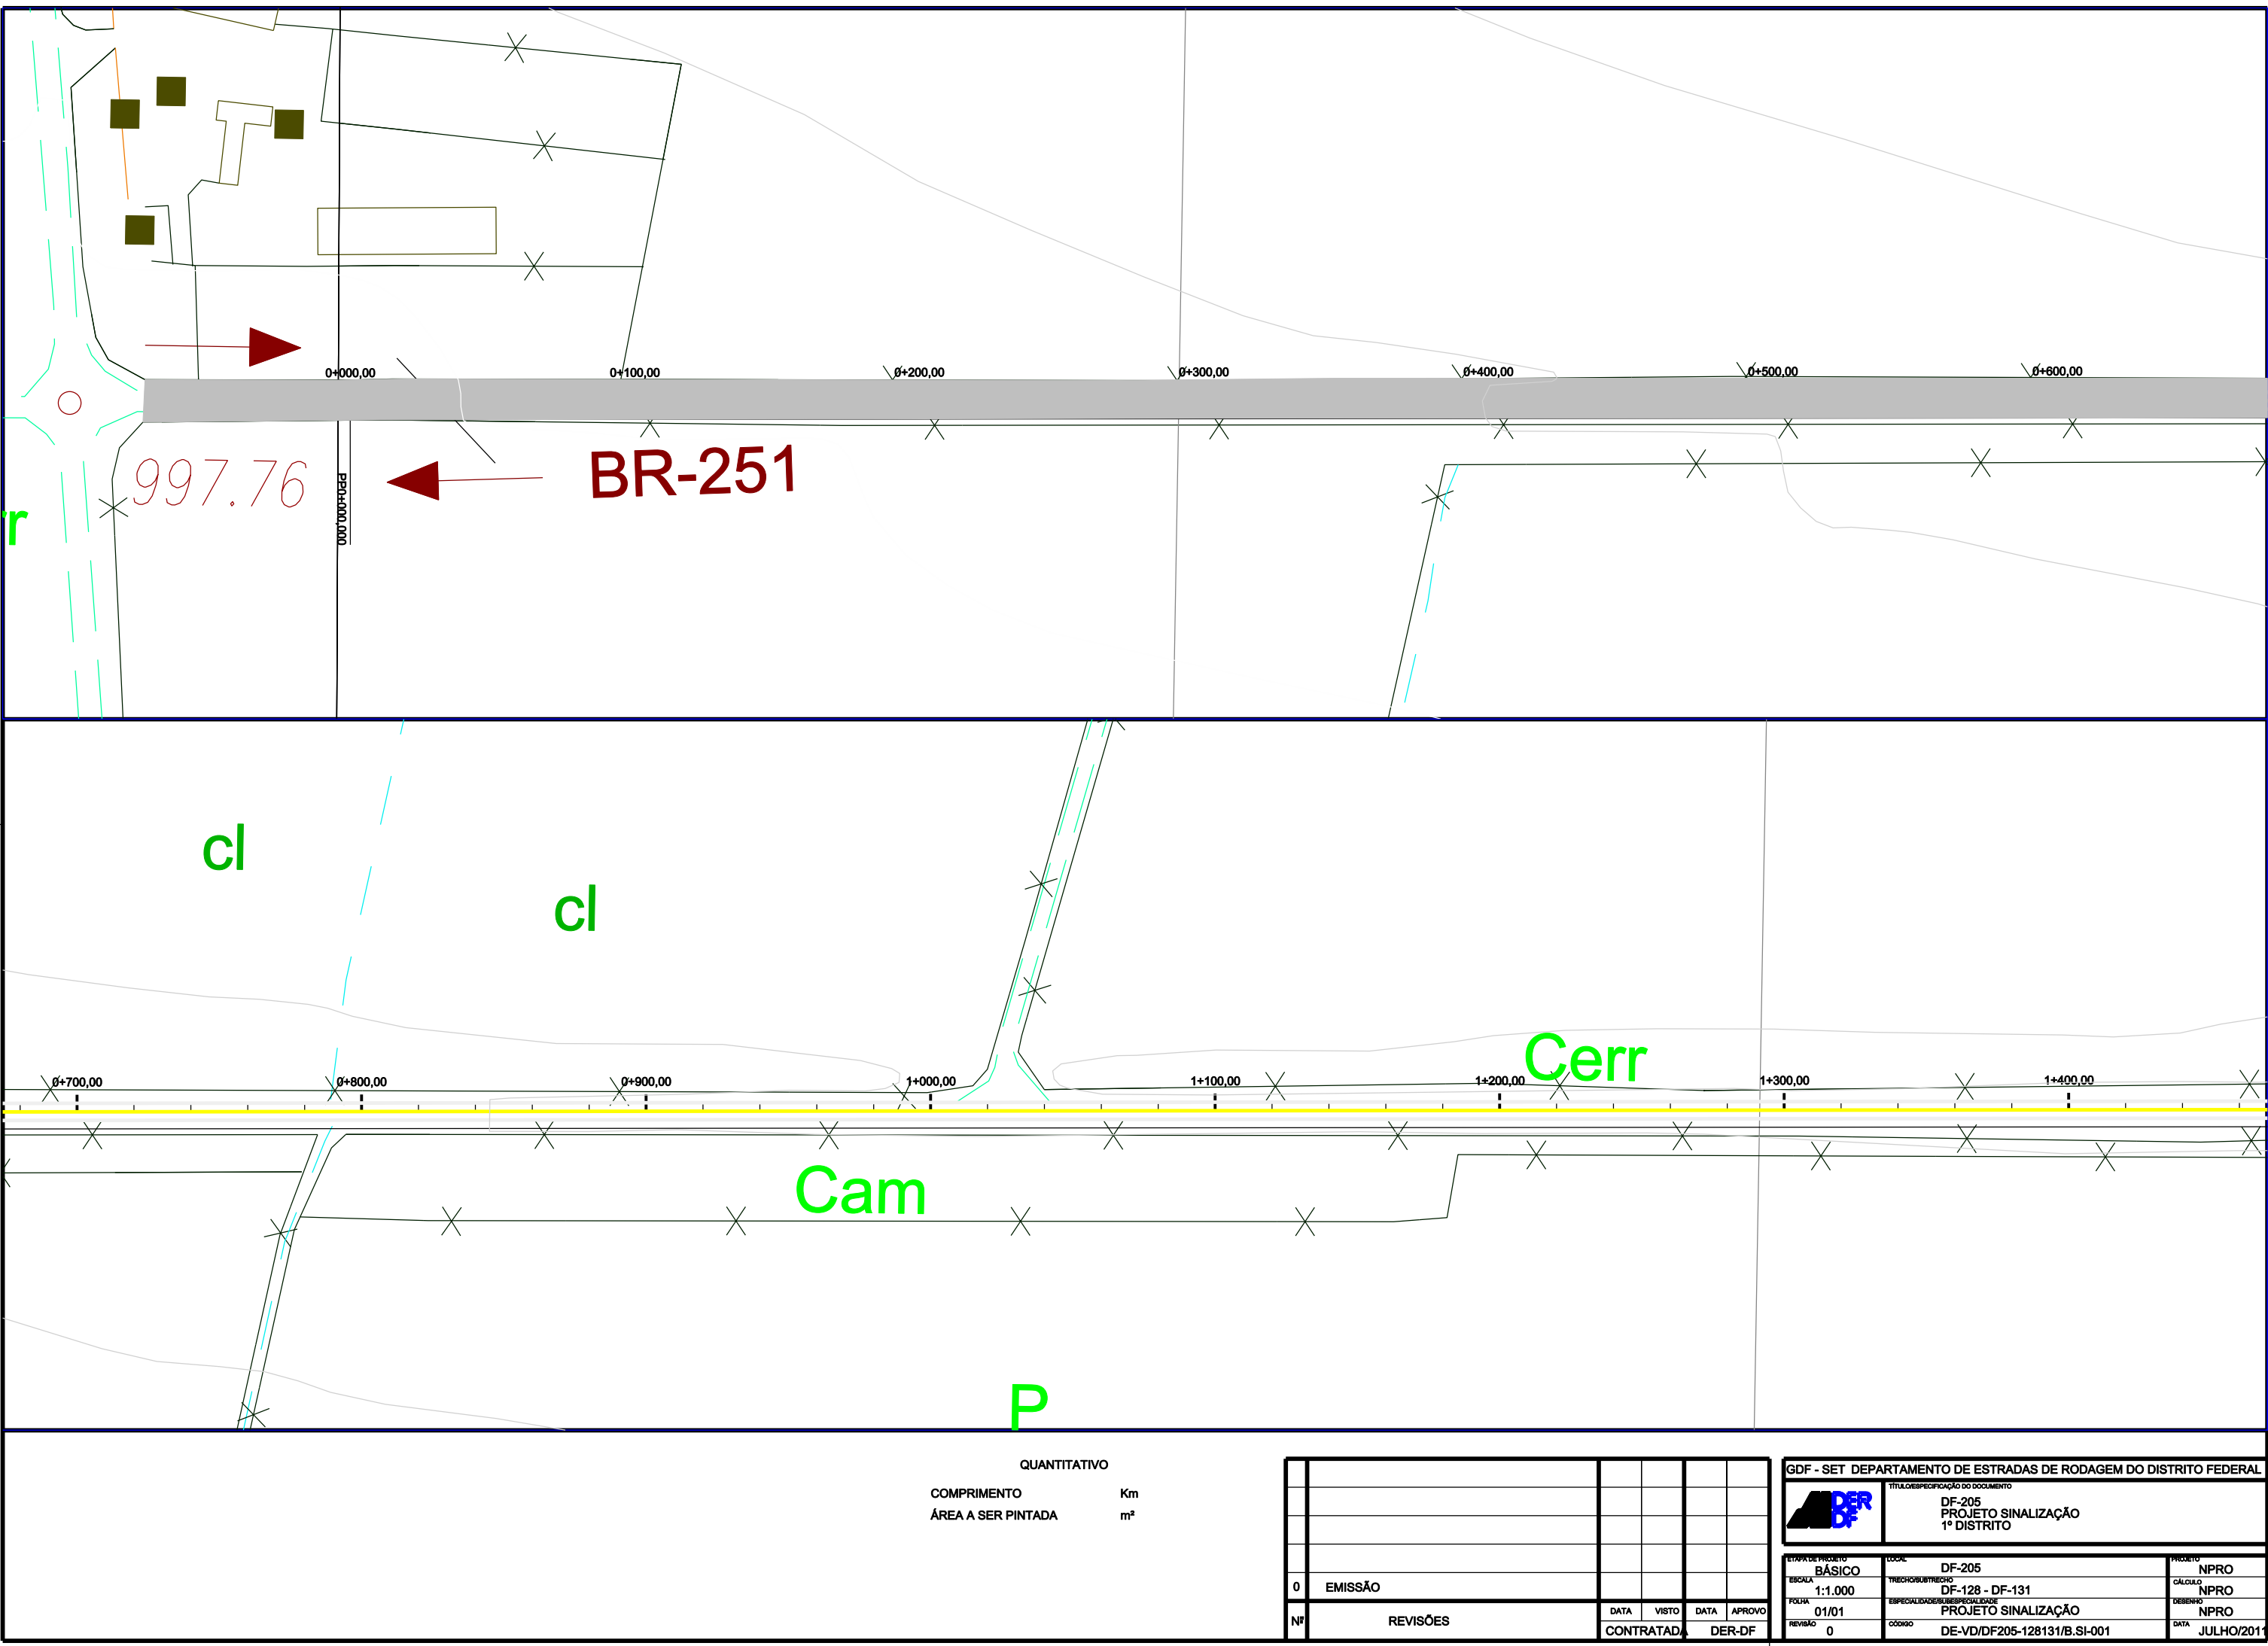 0+000,00 0+100,00 0+200,00 0+300,00 0+400,00 0+500,00 0+600,00
BR-251
997.76
PP0+000,000
r
cl
cl
Cerr
0+700,00 0+800,00 0+900,00 1+000,00 1+100,00 1+200,00 1+300,00 1+400,00
Cam
P
QUANTITATIVO
COMPRIMENTO Km
ÁREA A SER PINTADA m²
0 EMISSÃO
Nº REVISÕES
DATA VISTO DATA APROVO
CONTRATADA DER-DF
GDF - SET DEPARTAMENTO DE ESTRADAS DE RODAGEM DO DISTRITO FEDERAL
DER
DF
TÍTULO/ESPECIFICAÇÃO DO DOCUMENTO
DF-205
PROJETO SINALIZAÇÃO
1º DISTRITO
ETAPA DE PROJETO
BÁSICO
LOCAL
DF-205
PROJETO
NPRO
ESCALA
1:1.000
TRECHO/SUBTRECHO
DF-128 - DF-131
CÁLCULO
NPRO
FOLHA
01/01
ESPECIALIDADE/SUBESPECIALIDADE
PROJETO SINALIZAÇÃO
DESENHO
NPRO
REVISÃO
0
CÓDIGO
DE-VD/DF205-128131/B.SI-001
DATA
JULHO/201